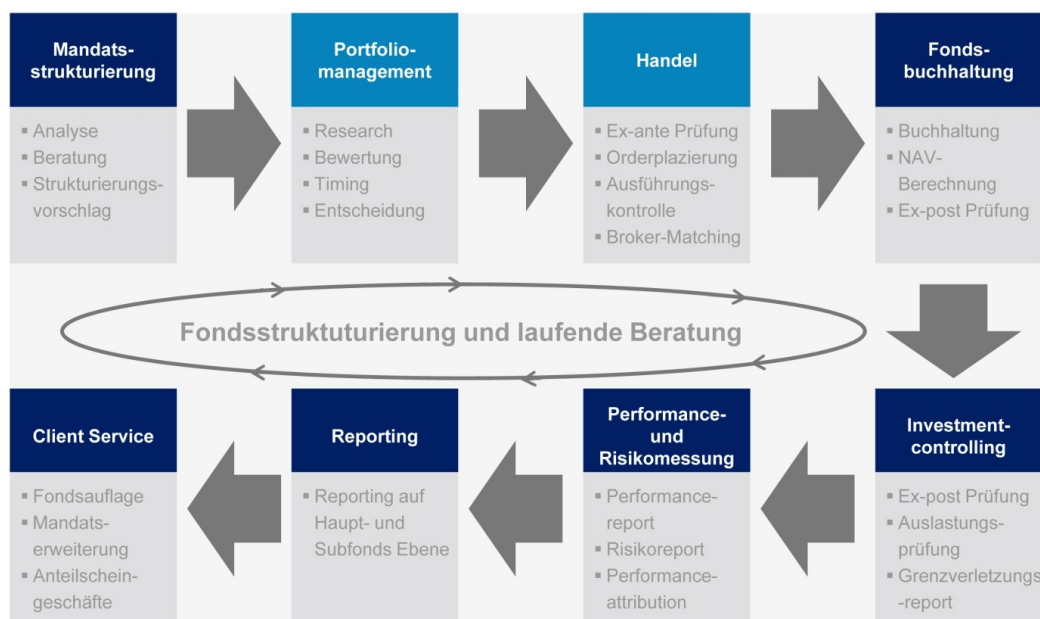 Mandats-
strukturierung
▪ Analyse
▪ Beratung
▪ Strukturierungs-
vorschlag
Portfolio-
management
▪ Research
▪ Bewertung
▪ Timing
▪ Entscheidung
Handel
▪ Ex-ante Prüfung
▪ Orderplazierung
▪ Ausführungs-
kontrolle
▪ Broker-Matching
Fonds-
buchhaltung
▪ Buchhaltung
▪ NAV-
Berechnung
▪ Ex-post Prüfung
Fondsstruktuturierung und laufende Beratung
Client Service
▪ Fondsauflage
▪ Mandats-
erweiterung
▪ Anteilschein-
geschäfte
Reporting
▪ Reporting auf
Haupt- und
Subfonds Ebene
Performance-
und
Risikomessung
▪ Performance-
report
▪ Risikoreport
▪ Performance-
attribution
Investment-
controlling
▪ Ex-post Prüfung
▪ Auslastungs-
prüfung
▪ Grenzverletzungs
-report